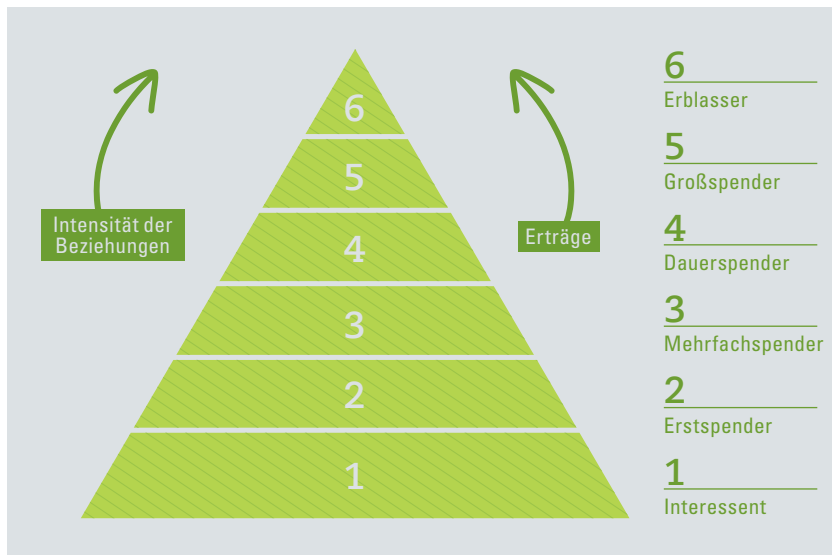 6
5
4
3
2
1
Intensität der
Beziehungen
Erträge
6
Erblasser
5
Großspender
4
Dauerspender
3
Mehrfachspender
2
Erstspender
1
Interessent